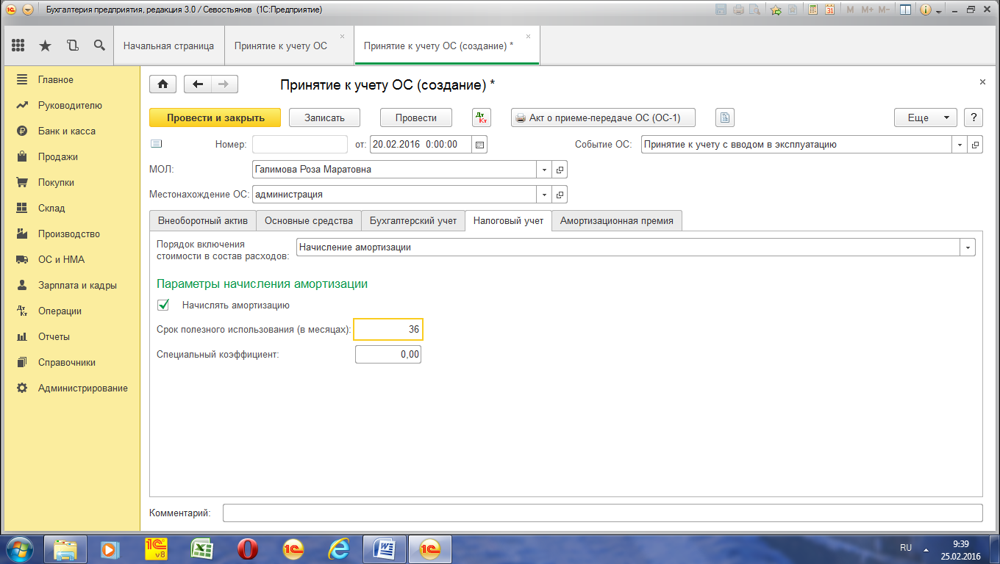 Бухгалтерия предприятия, редакция 3.0 / Севостьянов (1С:Предприятие)
M M+ M-
Начальная страница
Принятие к учету ОС
Принятие к учету ОС (создание) *
Главное
Руководителю
Банк и касса
Продажи
Покупки
Склад
Производство
ОС и НМА
Зарплата и кадры
Операции
Отчеты
Справочники
Администрирование
Принятие к учету ОС (создание) *
Провести и закрыть
Записать
Провести
Дт Кт
Акт о приеме-передаче ОС (ОС-1)
Еще
?
Номер:
от: 20.02.2016 0:00:00
Событие ОС: Принятие к учету с вводом в эксплуатацию
МОЛ: Галимова Роза Маратовна
Местонахождение ОС: администрация
Внеоборотный актив
Основные средства
Бухгалтерский учет
Налоговый учет
Амортизационная премия
Порядок включения
стоимости в состав расходов: Начисление амортизации
Параметры начисления амортизации
Начислять амортизацию
Срок полезного использования (в месяцах): 36
Специальный коэффициент: 0,00
Комментарий:
RU
9:39
25.02.2016